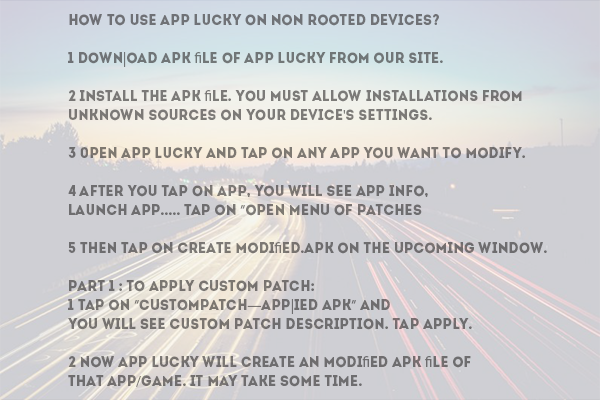 HOW TO USE APP LUCKY ON NON ROOTED DEVICES?
1 DOWN|OAD APK fiLE OF APP LUCKY FROM OUR SITE.
2 INSTALL THE APK fiLE. YOU MUST ALLOW INSTALLATIONS FROM
UNKNOWN SOURCES ON YOUR DEVICE'S SETTINGS.
3 OPEN APP LUCKY AND TAP ON ANY APP YOU WANT TO MODIFY.
4 AFTER YOU TAP ON APP, YOU WILL SEE APP INFO,
LAUNCH APP..... TAP ON "OPEN MENU OF PATCHES
5 THEN TAP ON CREATE MODIfiED.APK ON THE UPCOMING WINDOW.
PART 1 : TO APPLY CUSTOM PATCH:
1 TAP ON "CUSTOMPATCH—APP|IED APK" AND
YOU WILL SEE CUSTOM PATCH DESCRIPTION. TAP APPLY.
2 NOW APP LUCKY WILL CREATE AN MODIfiED APK fiLE OF
THAT APP/GAME. IT MAY TAKE SOME TIME.